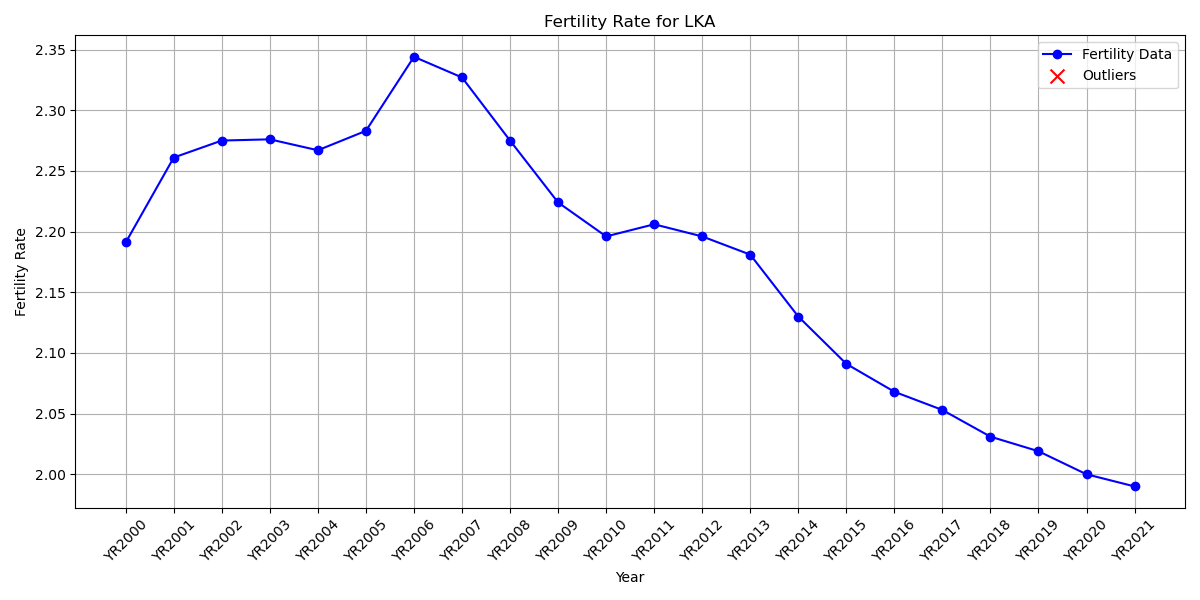 Fertility Rate for LKA
Fertility Data
Outliers
Fertility Rate
2.35
2.30
2.25
2.20
2.15
2.10
2.05
2.00
YR2000
YR2001
YR2002
YR2003
YR2004
YR2005
YR2006
YR2007
YR2008
YR2009
YR2010
YR2011
YR2012
YR2013
YR2014
YR2015
YR2016
YR2017
YR2018
YR2019
YR2020
YR2021
Year